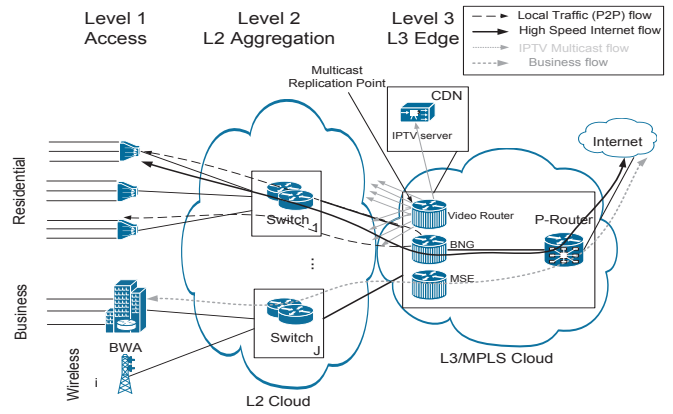 Level 1
Access
Level 2
L2 Aggregation
Level 3
L3 Edge
Local Traffic (P2P) flow
High Speed Internet flow
IPTV Multicast flow
Business flow
Multicast
Replication Point
CDN
IPTV server
Internet
Residential
Switch
1
Video Router
P-Router
BNG
...
MSE
Business
Switch
J
BWA
Wireless
i
L3/MPLS Cloud
L2 Cloud